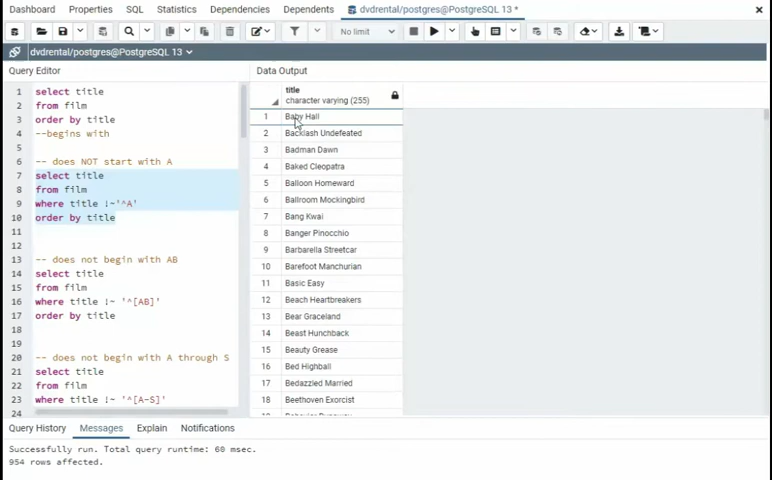 Dashboard Properties SQL Statistics Dependencies Dependents dvdrental/postgres@PostgreSQL 13 *
No limit
dvdrental/postgres@PostgreSQL 13
Query Editor
1 select title
2 from film
3 order by title
4 --begins with
5
6 -- does NOT start with A
7 select title
8 from film
9 where title !~'^A'
10 order by title
11
12
13 -- does not begin with AB
14 select title
15 from film
16 where title !~ '^[AB]'
17 order by title
18
19
20 -- does not begin with A through S
21 select title
22 from film
23 where title !~ '^[A-S]'
24
Data Output
title
character varying (255)
1 Baby Hall
2 Backlash Undefeated
3 Badman Dawn
4 Baked Cleopatra
5 Balloon Homeward
6 Ballroom Mockingbird
7 Bang Kwai
8 Banger Pinocchio
9 Barbarella Streetcar
10 Barefoot Manchurian
11 Basic Easy
12 Beach Heartbreakers
13 Bear Graceland
14 Beast Hunchback
15 Beauty Grease
16 Bed Highball
17 Bedazzled Married
18 Beethoven Exorcist
Query History Messages Explain Notifications
Successfully run. Total query runtime: 60 msec.
954 rows affected.